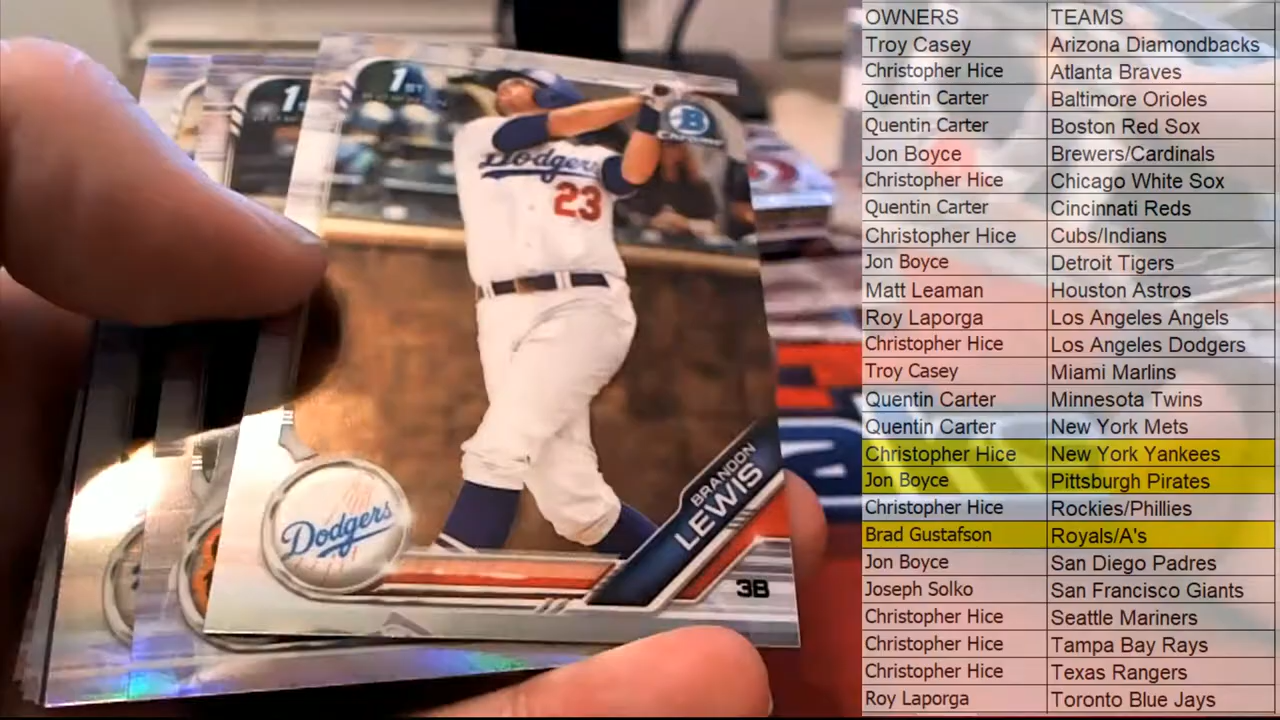 1ST
1ST
B
Dodgers
23
BRANDON
LEWIS
Dodgers
3B
OWNERS TEAMS
Troy Casey Arizona Diamondbacks
Christopher Hice Atlanta Braves
Quentin Carter Baltimore Orioles
Quentin Carter Boston Red Sox
Jon Boyce Brewers/Cardinals
Christopher Hice Chicago White Sox
Quentin Carter Cincinnati Reds
Christopher Hice Cubs/Indians
Jon Boyce Detroit Tigers
Matt Leaman Houston Astros
Roy Laporga Los Angeles Angels
Christopher Hice Los Angeles Dodgers
Troy Casey Miami Marlins
Quentin Carter Minnesota Twins
Quentin Carter New York Mets
Christopher Hice New York Yankees
Jon Boyce Pittsburgh Pirates
Christopher Hice Rockies/Phillies
Brad Gustafson Royals/A's
Jon Boyce San Diego Padres
Joseph Solko San Francisco Giants
Christopher Hice Seattle Mariners
Christopher Hice Tampa Bay Rays
Christopher Hice Texas Rangers
Roy Laporga Toronto Blue Jays